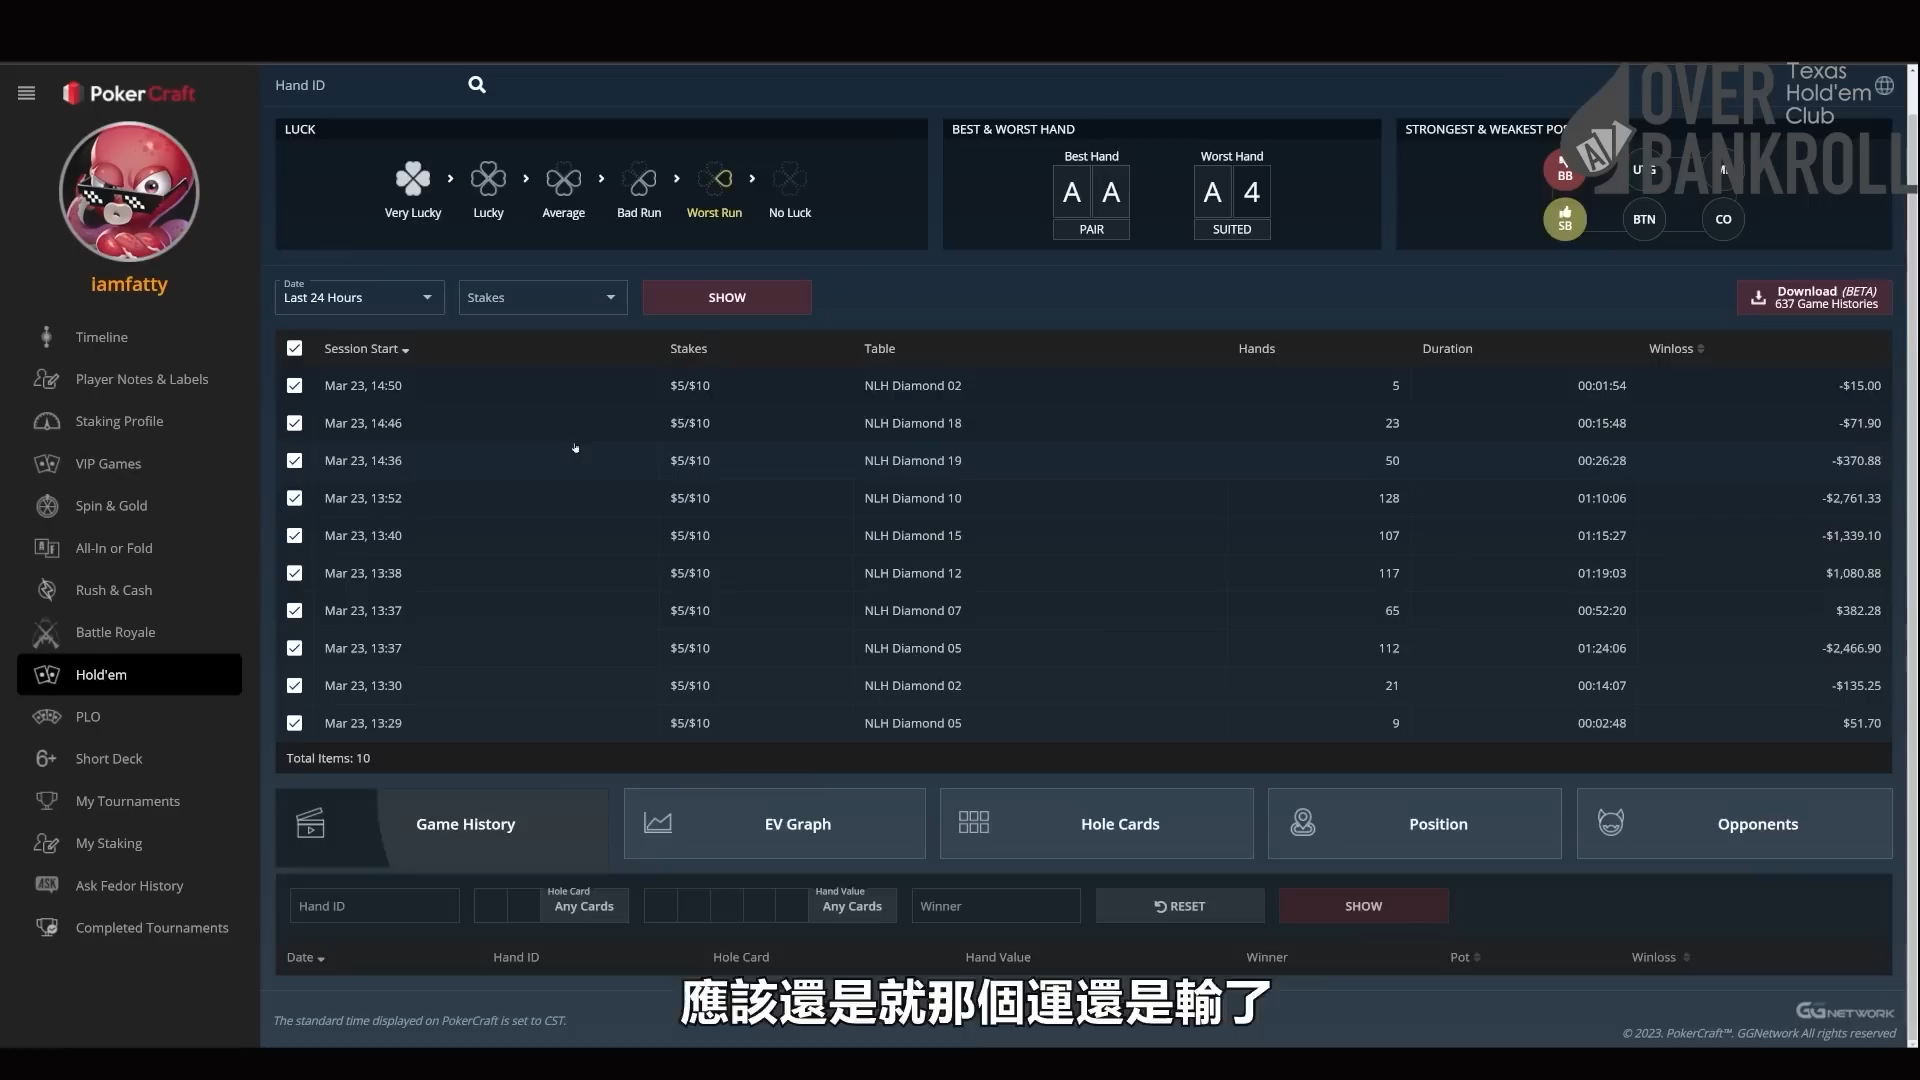 PokerCraft
Hand ID
OVER BANKROLL
Texas Hold'em Club
iamfatty
Timeline
Player Notes & Labels
Staking Profile
VIP Games
Spin & Gold
All-In or Fold
Rush & Cash
Battle Royale
Hold'em
PLO
Short Deck
My Tournaments
My Staking
Ask Fedor History
Completed Tournaments
LUCK
Very Lucky
Lucky
Average
Bad Run
Worst Run
No Luck
BEST & WORST HAND
Best Hand
A A
PAIR
Worst Hand
A 4
SUITED
STRONGEST & WEAKEST
BB
SB
BTN
CO
Date
Last 24 Hours
Stakes
SHOW
Download (BETA)
637 Game Histories
Session Start Stakes Table Hands Duration Winloss
Mar 23, 14:50 $5/$10 NLH Diamond 02 5 00:01:54 -$15.00
Mar 23, 14:46 $5/$10 NLH Diamond 18 23 00:15:48 -$71.90
Mar 23, 14:36 $5/$10 NLH Diamond 19 50 00:26:28 -$370.88
Mar 23, 13:52 $5/$10 NLH Diamond 10 128 01:10:06 -$2,761.33
Mar 23, 13:40 $5/$10 NLH Diamond 15 107 01:15:27 -$1,339.10
Mar 23, 13:38 $5/$10 NLH Diamond 12 117 01:19:03 $1,080.88
Mar 23, 13:37 $5/$10 NLH Diamond 07 65 00:52:20 $382.28
Mar 23, 13:37 $5/$10 NLH Diamond 05 112 01:24:06 -$2,466.90
Mar 23, 13:30 $5/$10 NLH Diamond 02 21 00:14:07 -$135.25
Mar 23, 13:29 $5/$10 NLH Diamond 05 9 00:02:48 $51.70
Total Items: 10
Game History
EV Graph
Hole Cards
Position
Opponents
Hand ID
Hole Card
Any Cards
Hand Value
Any Cards
Winner
RESET
SHOW
Date Hand ID Hole Card Hand Value Winner Pot Winloss
應該還是就那個運還是輸了
The standard time displayed on PokerCraft is set to CST.
GGNETWORK
© 2023. PokerCraft™. GGNetwork All rights reserved